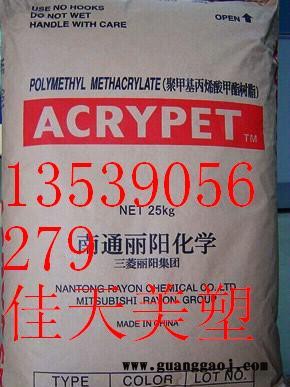 USE NO HOOKS
DO NOT WET
HANDLE WITH CARE
OPEN
POLYMETHYL METHACRYLATE(聚甲基丙烯酸甲酯树脂)
ACRYPET
TM
13539056
NET 25kg
279
南通丽阳化学
三菱丽阳集团
NANTONG RAYON CHEMICAL CO.,LTD
MITSUBISHI RAYON GROUP
佳天美塑
MADE IN CHINA
www.guanggao1.com
TYPE
COLOR
LOT NO.